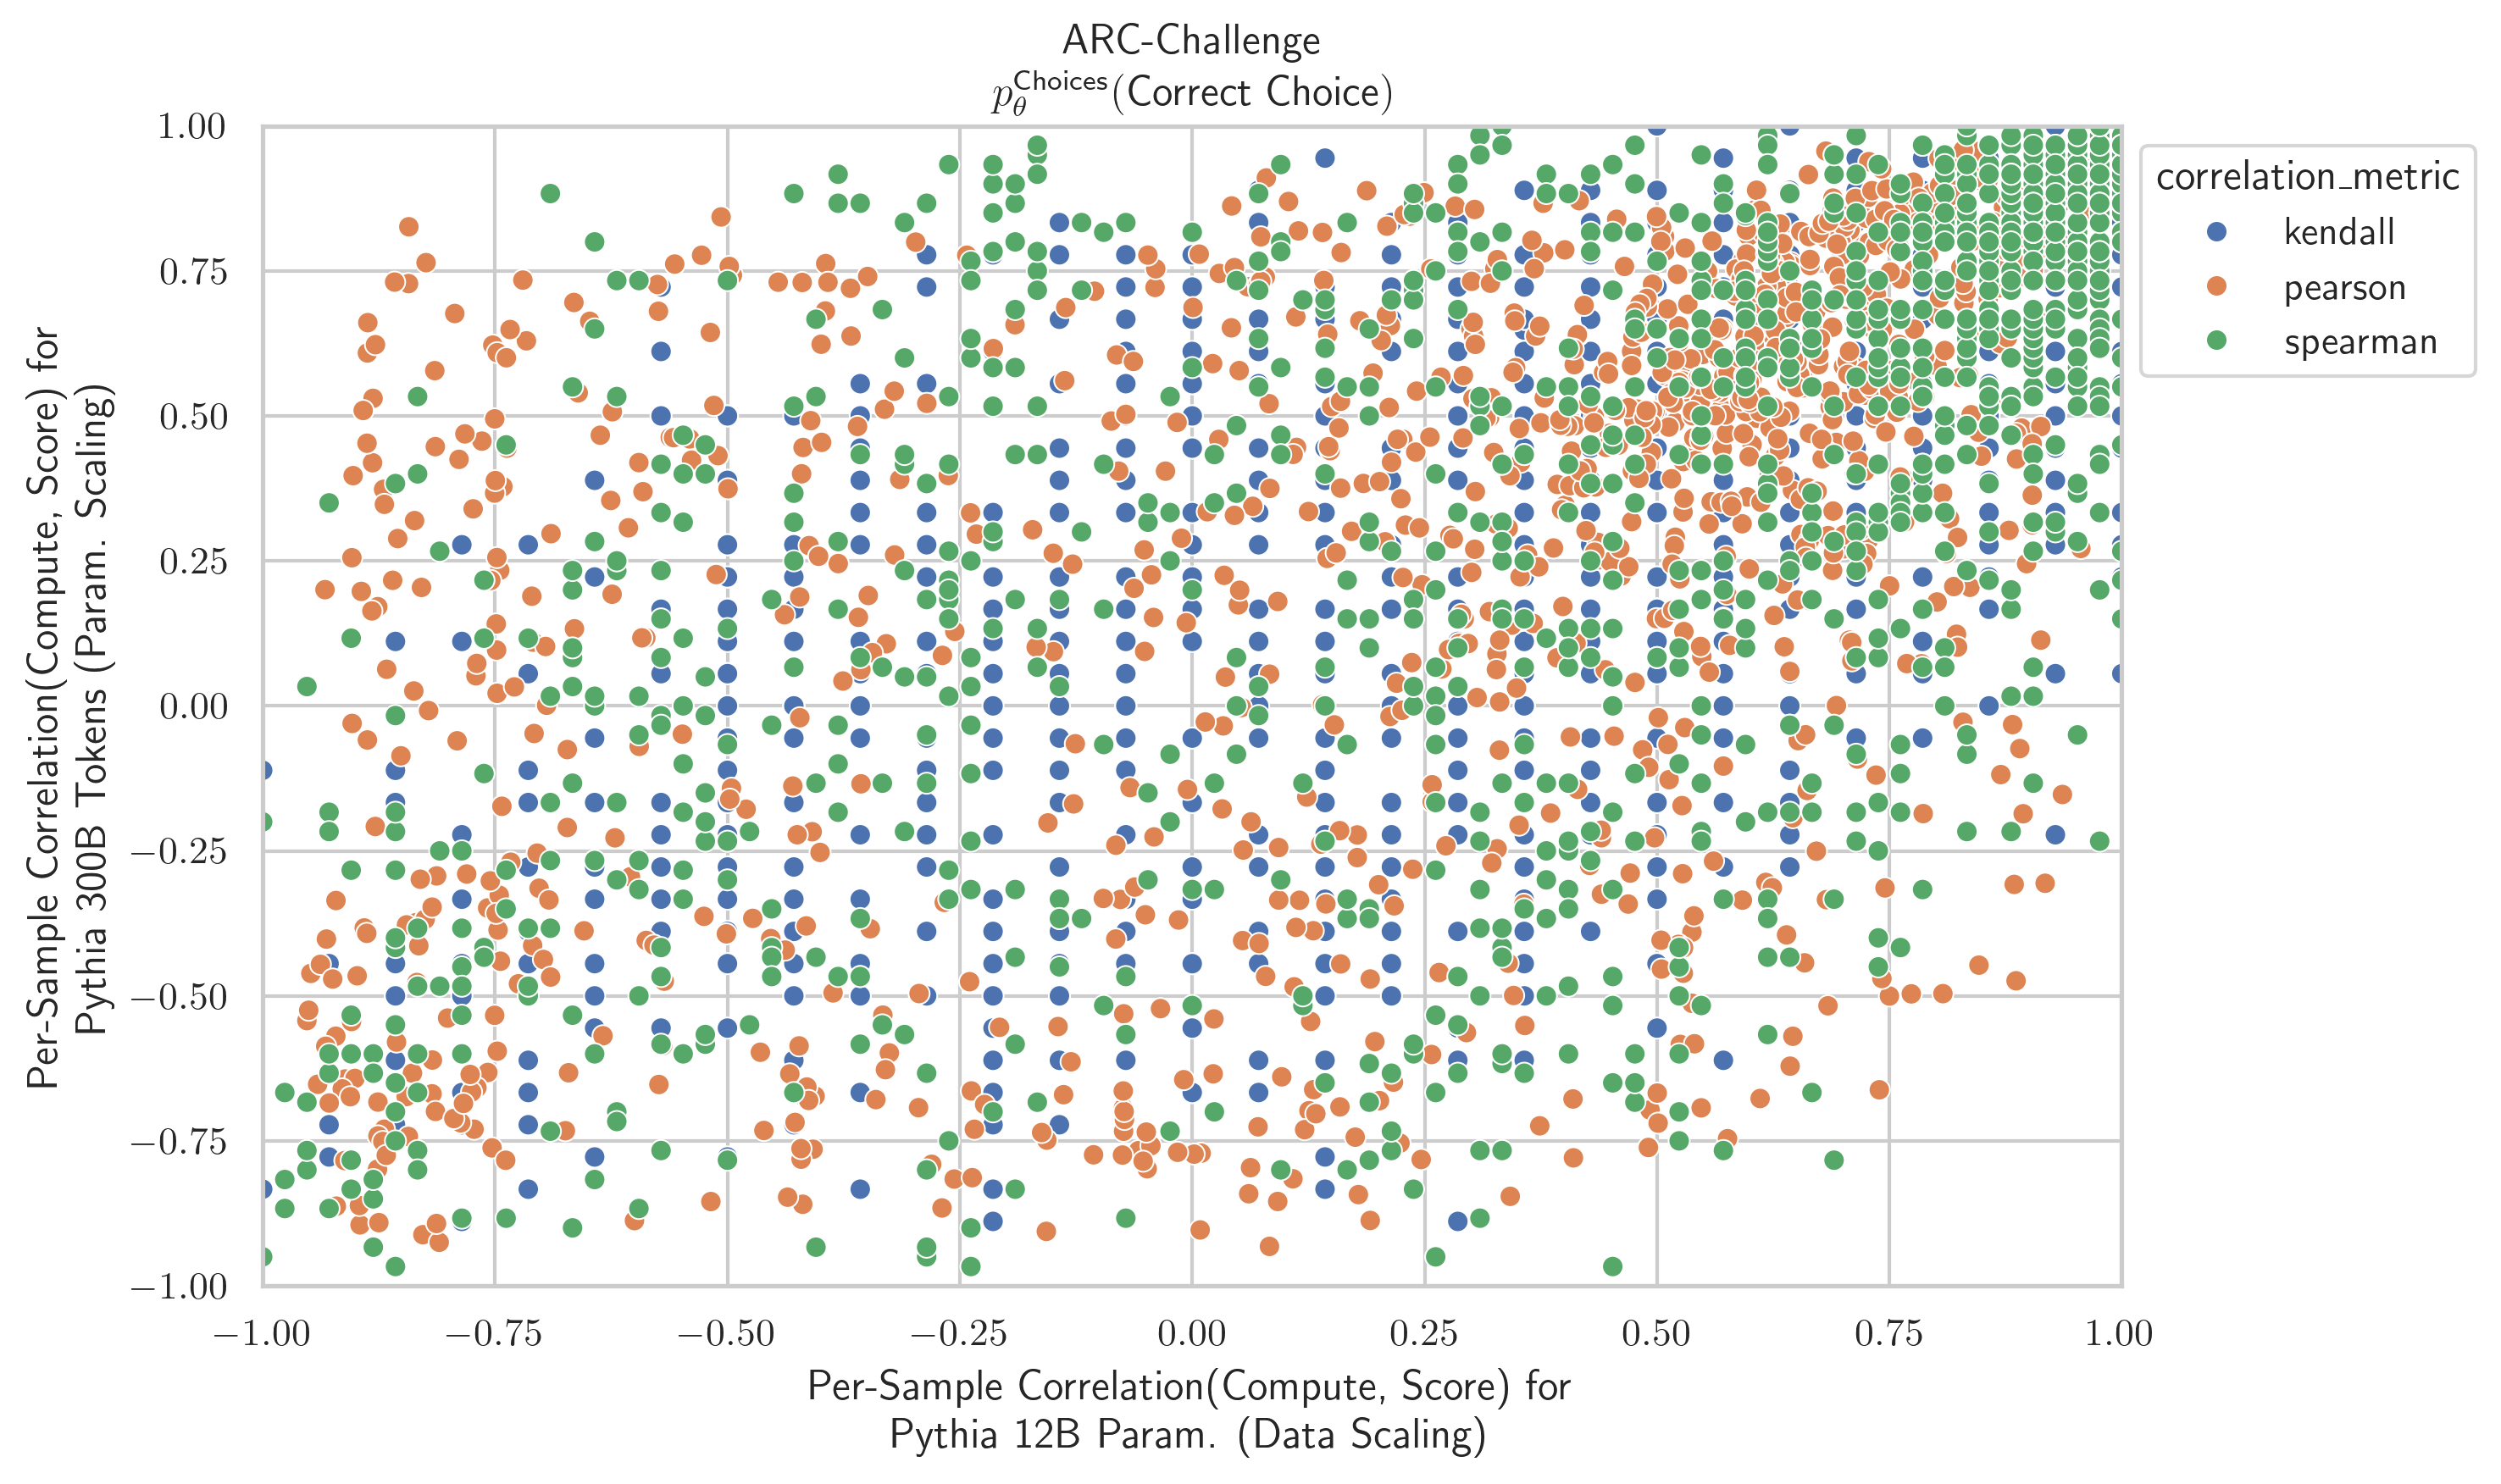 ARC-Challenge
p_θ^Choices(Correct Choice)
1.00
0.75
0.50
0.25
0.00
−0.25
−0.50
−0.75
−1.00
Per-Sample Correlation(Compute, Score) for
Pythia 300B Tokens (Param. Scaling)
−1.00 −0.75 −0.50 −0.25 0.00 0.25 0.50 0.75 1.00
Per-Sample Correlation(Compute, Score) for
Pythia 12B Param. (Data Scaling)
correlation_metric
kendall
pearson
spearman